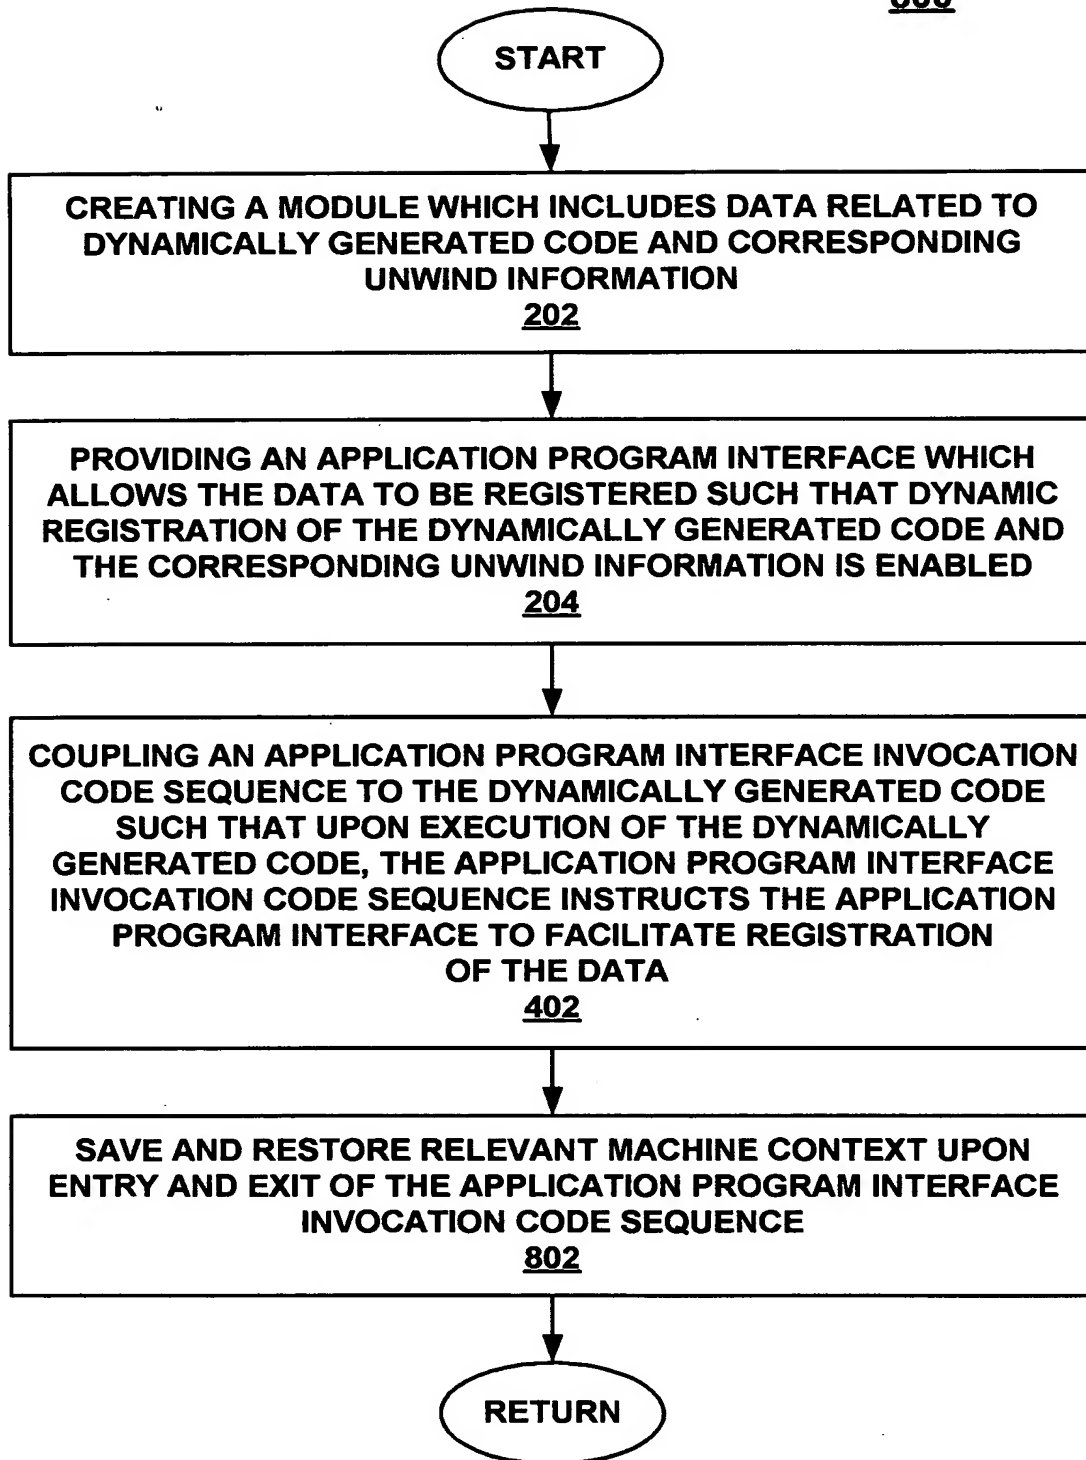 START
CREATING A MODULE WHICH INCLUDES DATA RELATED TO
DYNAMICALLY GENERATED CODE AND CORRESPONDING
UNWIND INFORMATION
202
PROVIDING AN APPLICATION PROGRAM INTERFACE WHICH
ALLOWS THE DATA TO BE REGISTERED SUCH THAT DYNAMIC
REGISTRATION OF THE DYNAMICALLY GENERATED CODE AND
THE CORRESPONDING UNWIND INFORMATION IS ENABLED
204
COUPLING AN APPLICATION PROGRAM INTERFACE INVOCATION
CODE SEQUENCE TO THE DYNAMICALLY GENERATED CODE
SUCH THAT UPON EXECUTION OF THE DYNAMICALLY
GENERATED CODE, THE APPLICATION PROGRAM INTERFACE
INVOCATION CODE SEQUENCE INSTRUCTS THE APPLICATION
PROGRAM INTERFACE TO FACILITATE REGISTRATION
OF THE DATA
402
SAVE AND RESTORE RELEVANT MACHINE CONTEXT UPON
ENTRY AND EXIT OF THE APPLICATION PROGRAM INTERFACE
INVOCATION CODE SEQUENCE
802
RETURN